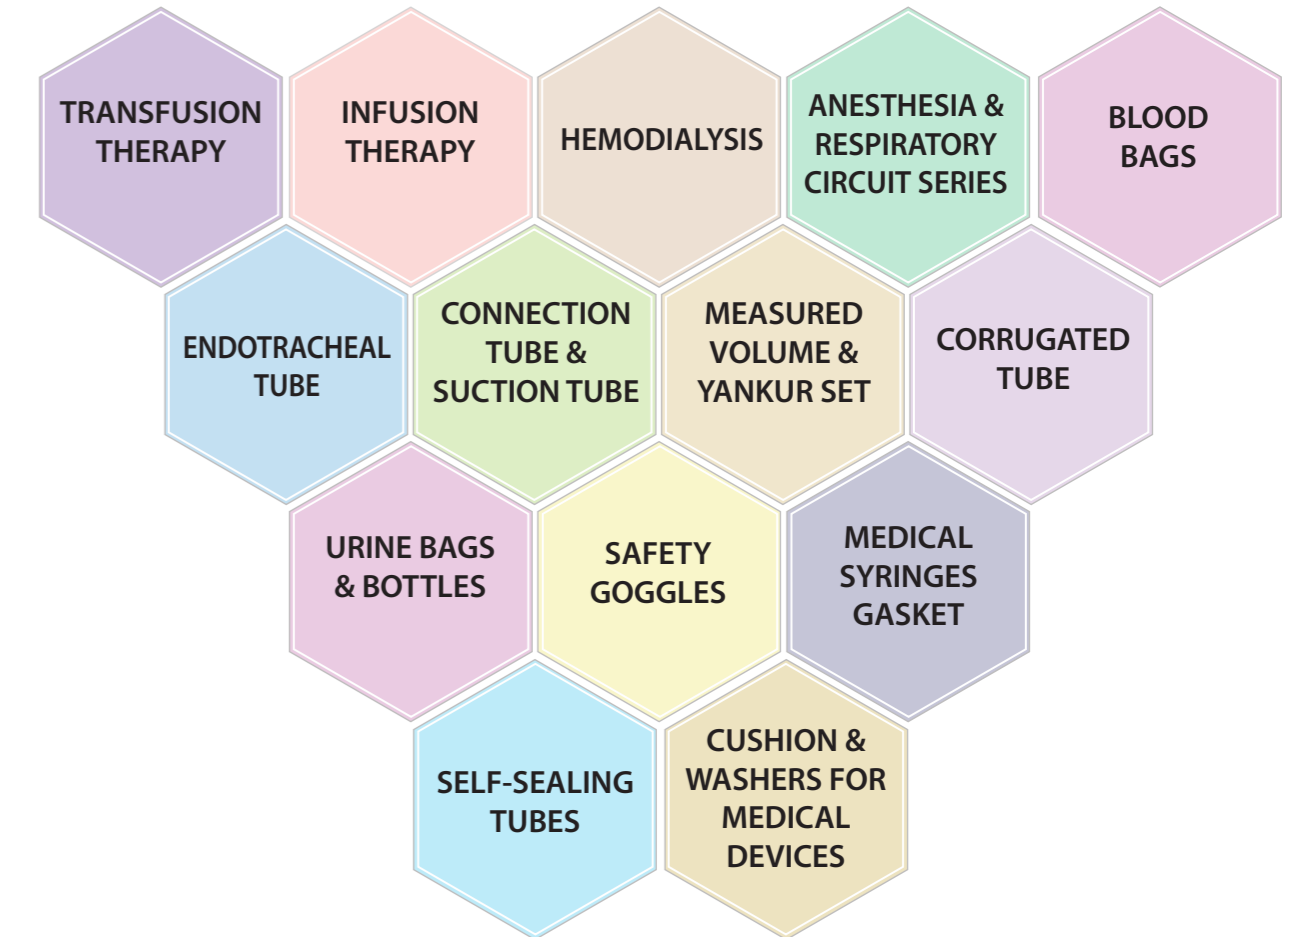 TRANSFUSION
THERAPY
INFUSION
THERAPY
HEMODIALYSIS
ANESTHESIA &
RESPIRATORY
CIRCUIT SERIES
BLOOD
BAGS
ENDOTRACHEAL
TUBE
CONNECTION
TUBE &
SUCTION TUBE
MEASURED
VOLUME &
YANKUR SET
CORRUGATED
TUBE
URINE BAGS
& BOTTLES
SAFETY
GOGGLES
MEDICAL
SYRINGES
GASKET
SELF-SEALING
TUBES
CUSHION &
WASHERS FOR
MEDICAL
DEVICES